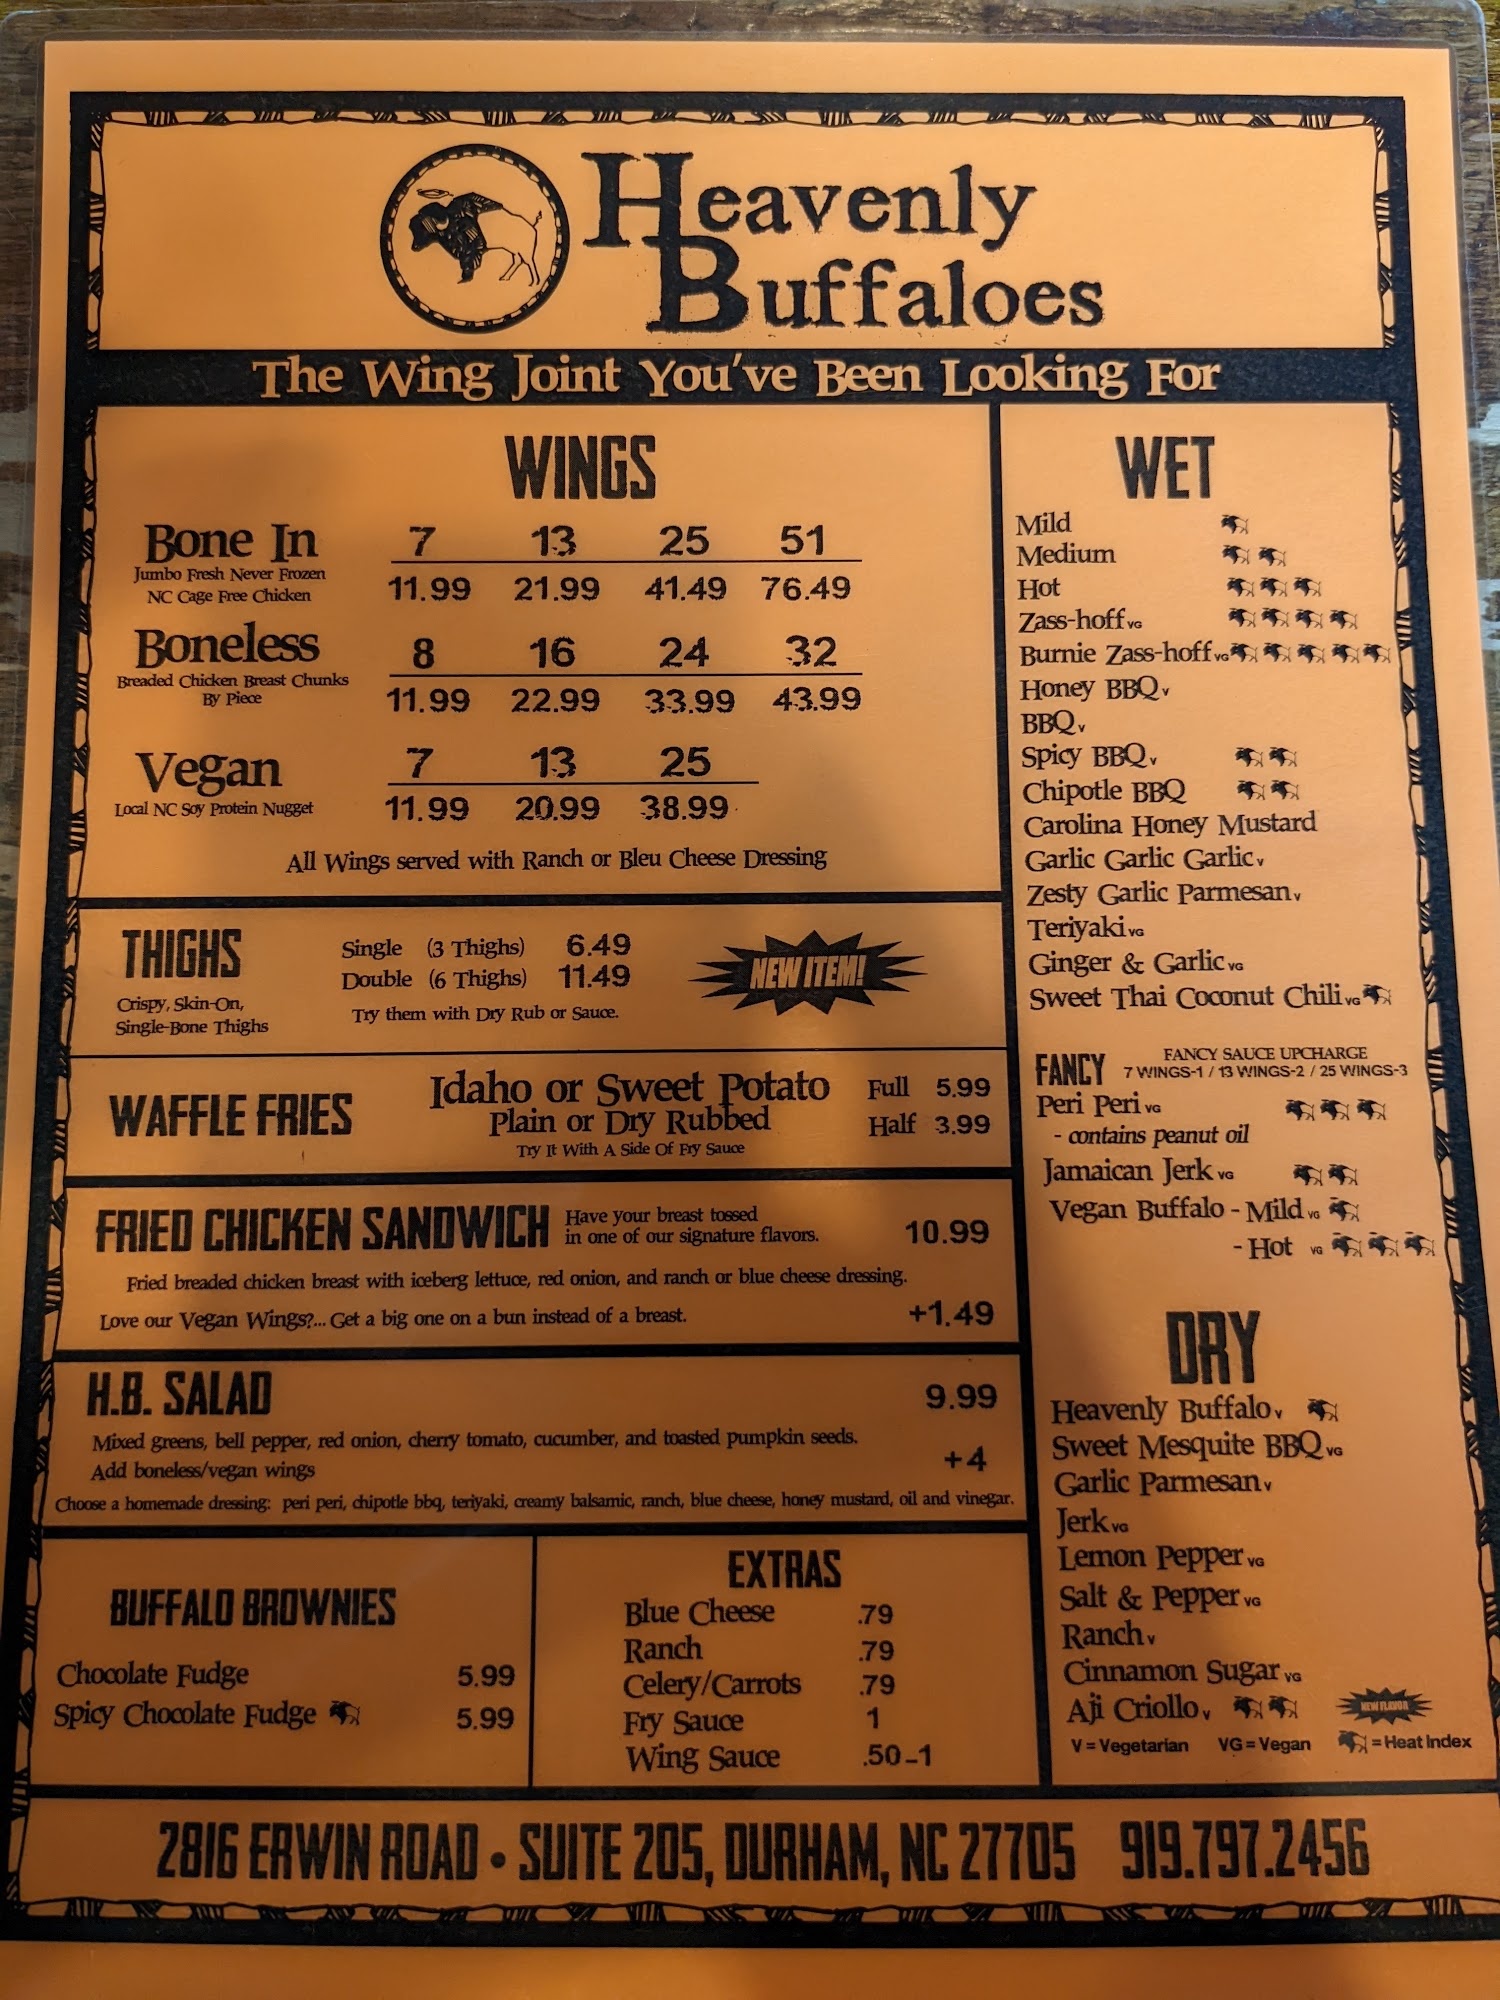 Heavenly
Buffaloes
The Wing Joint You've Been Looking For
WINGS
Bone In 7 13 25 51
Jumbo Fresh Never Frozen
NC Cage Free Chicken 11.99 21.99 41.49 76.49
Boneless 8 16 24 32
Breaded Chicken Breast Chunks
By Piece 11.99 22.99 33.99 43.99
Vegan 7 13 25
Local NC Soy Protein Nugget 11.99 20.99 38.99
All Wings served with Ranch or Bleu Cheese Dressing
THIGHS
Crispy, Skin-On,
Single-Bone Thighs
Single (3 Thighs) 6.49
Double (6 Thighs) 11.49
Try them with Dry Rub or Sauce.
NEW ITEM!
WAFFLE FRIES
Idaho or Sweet Potato
Plain or Dry Rubbed
Try It With A Side Of Fry Sauce
Full 5.99
Half 3.99
FRIED CHICKEN SANDWICH
Have your breast tossed
in one of our signature flavors.
10.99
Fried breaded chicken breast with iceberg lettuce, red onion, and ranch or blue cheese dressing.
Love our Vegan Wings?... Get a big one on a bun instead of a breast. +1.49
H.B. SALAD 9.99
Mixed greens, bell pepper, red onion, cherry tomato, cucumber, and toasted pumpkin seeds.
Add boneless/vegan wings +4
Choose a homemade dressing: peri peri, chipotle bbq, teriyaki, creamy balsamic, ranch, blue cheese, honey mustard, oil and vinegar.
BUFFALO BROWNIES
Chocolate Fudge 5.99
Spicy Chocolate Fudge 5.99
EXTRAS
Blue Cheese .79
Ranch .79
Celery/Carrots .79
Fry Sauce 1
Wing Sauce .50-1
WET
Mild
Medium
Hot
Zass-hoff VG
Burnie Zass-hoff VG
Honey BBQ V
BBQ V
Spicy BBQ V
Chipotle BBQ
Carolina Honey Mustard
Garlic Garlic Garlic V
Zesty Garlic Parmesan V
Teriyaki VG
Ginger & Garlic VG
Sweet Thai Coconut Chili VG
FANCY
FANCY SAUCE UPCHARGE
7 WINGS-1 / 13 WINGS-2 / 25 WINGS-3
Peri Peri VG
- contains peanut oil
Jamaican Jerk VG
Vegan Buffalo - Mild VG
- Hot VG
DRY
Heavenly Buffalo V
Sweet Mesquite BBQ VG
Garlic Parmesan V
Jerk VG
Lemon Pepper VG
Salt & Pepper VG
Ranch V
Cinnamon Sugar VG
Aji Criollo V NEW FLAVOR
V = Vegetarian VG = Vegan = Heat Index
2816 ERWIN ROAD • SUITE 205, DURHAM, NC 27705 919.797.2456